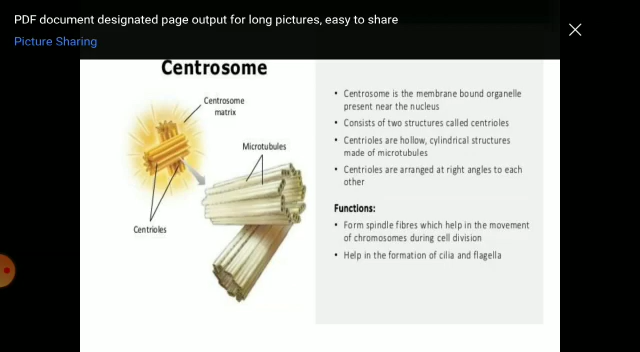 PDF document designated page output for long pictures, easy to share
Picture Sharing
Centrosome
Centrosome
matrix
Microtubules
Centrioles
• Centrosome is the membrane bound organelle
present near the nucleus
• Consists of two structures called centrioles
• Centrioles are hollow, cylindrical structures
made of microtubules
• Centrioles are arranged at right angles to each
other
Functions:
• Form spindle fibres which help in the movement
of chromosomes during cell division
• Help in the formation of cilia and flagella